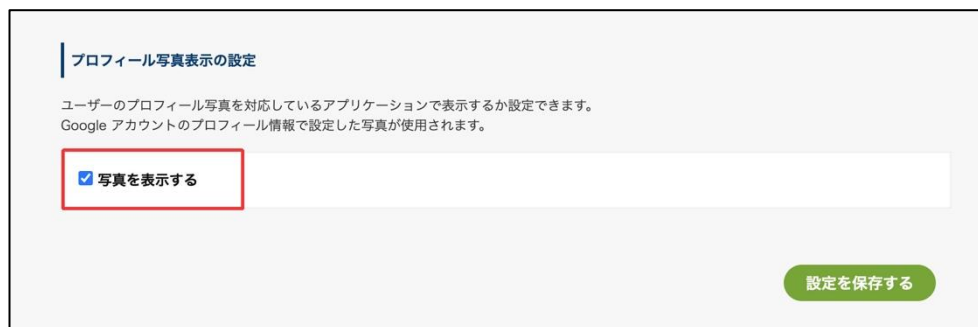 プロフィール写真表示の設定
ユーザーのプロフィール写真を対応しているアプリケーションで表示するか設定できます。
Google アカウントのプロフィール情報で設定した写真が使用されます。
写真を表示する
設定を保存する